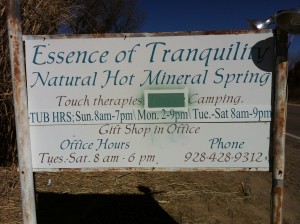 Essence of Tranquility
Natural Hot Mineral Spring
Touch therapies Camping.
TUB HRS; Sun. 8am-7pm\ Mon. 2-9pm\ Tue.-Sat 8am-9pm
Gift Shop in Office
Office Hours Phone
Tues.-Sat. 8 am - 6 pm 928-428-9312